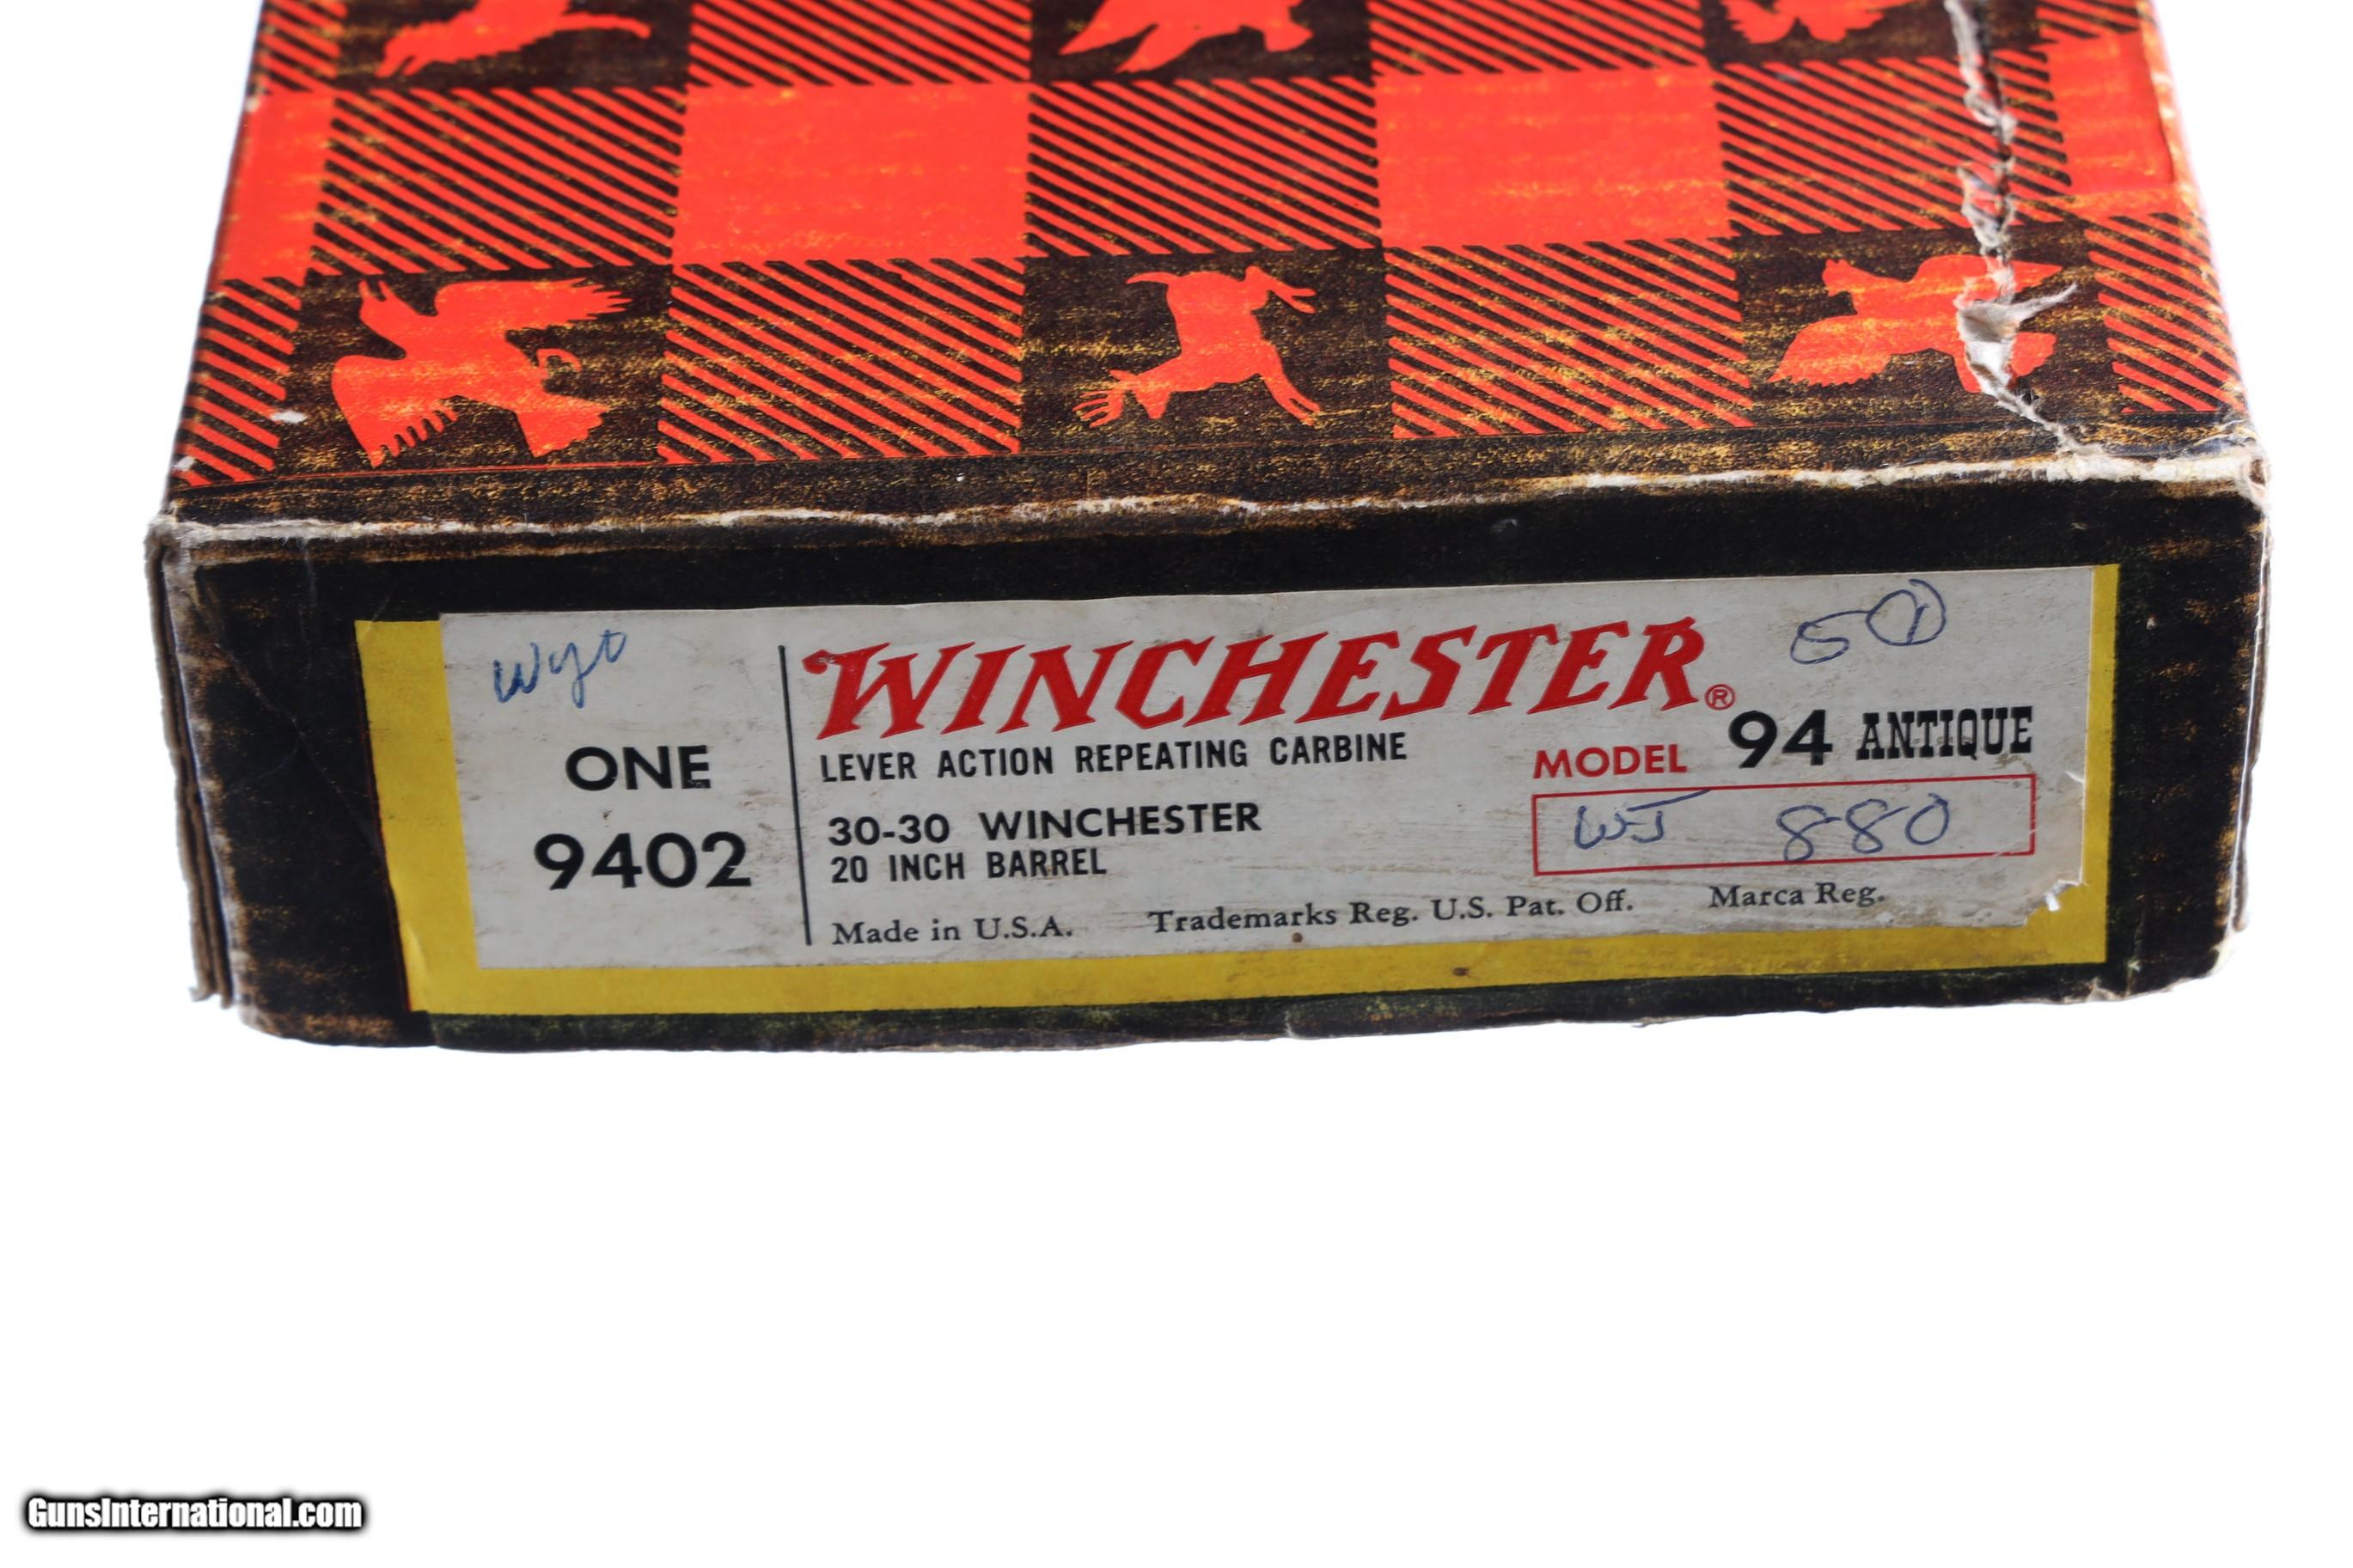 Wyo
ONE
9402
WINCHESTER®
LEVER ACTION REPEATING CARBINE
30-30 WINCHESTER
20 INCH BARREL
MODEL 94 ANTIQUE
WJ 880
Made in U.S.A. Trademarks Reg. U.S. Pat. Off. Marca Reg.
GunsInternational.com